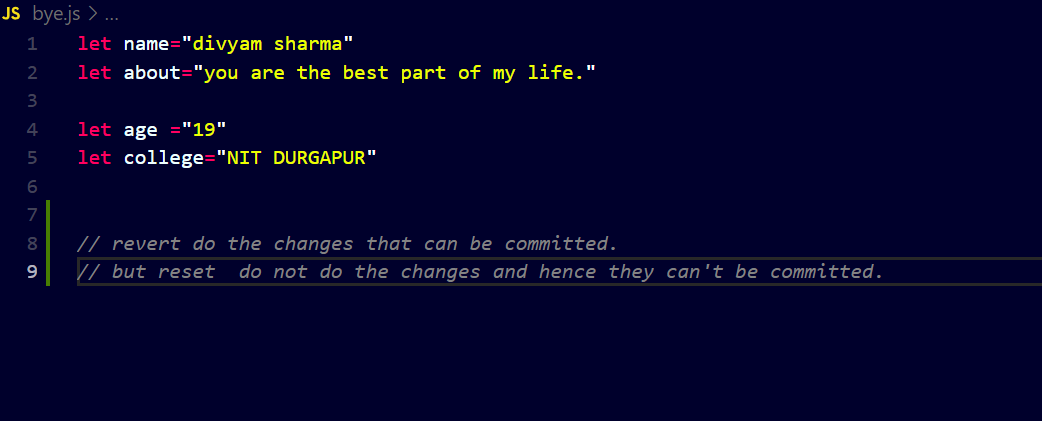 JS bye.js > ...
1 let name="divyam sharma"
2 let about="you are the best part of my life."
3
4 let age ="19"
5 let college="NIT DURGAPUR"
6
7
8 // revert do the changes that can be committed.
9 // but reset  do not do the changes and hence they can't be committed.